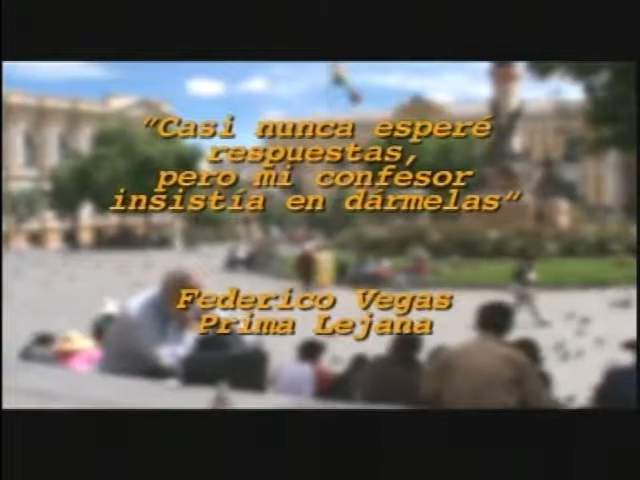 "Casi nunca esperé
respuestas,
pero mi confesor
insistía en dármelas"
Federico Vegas
Prima Lejana